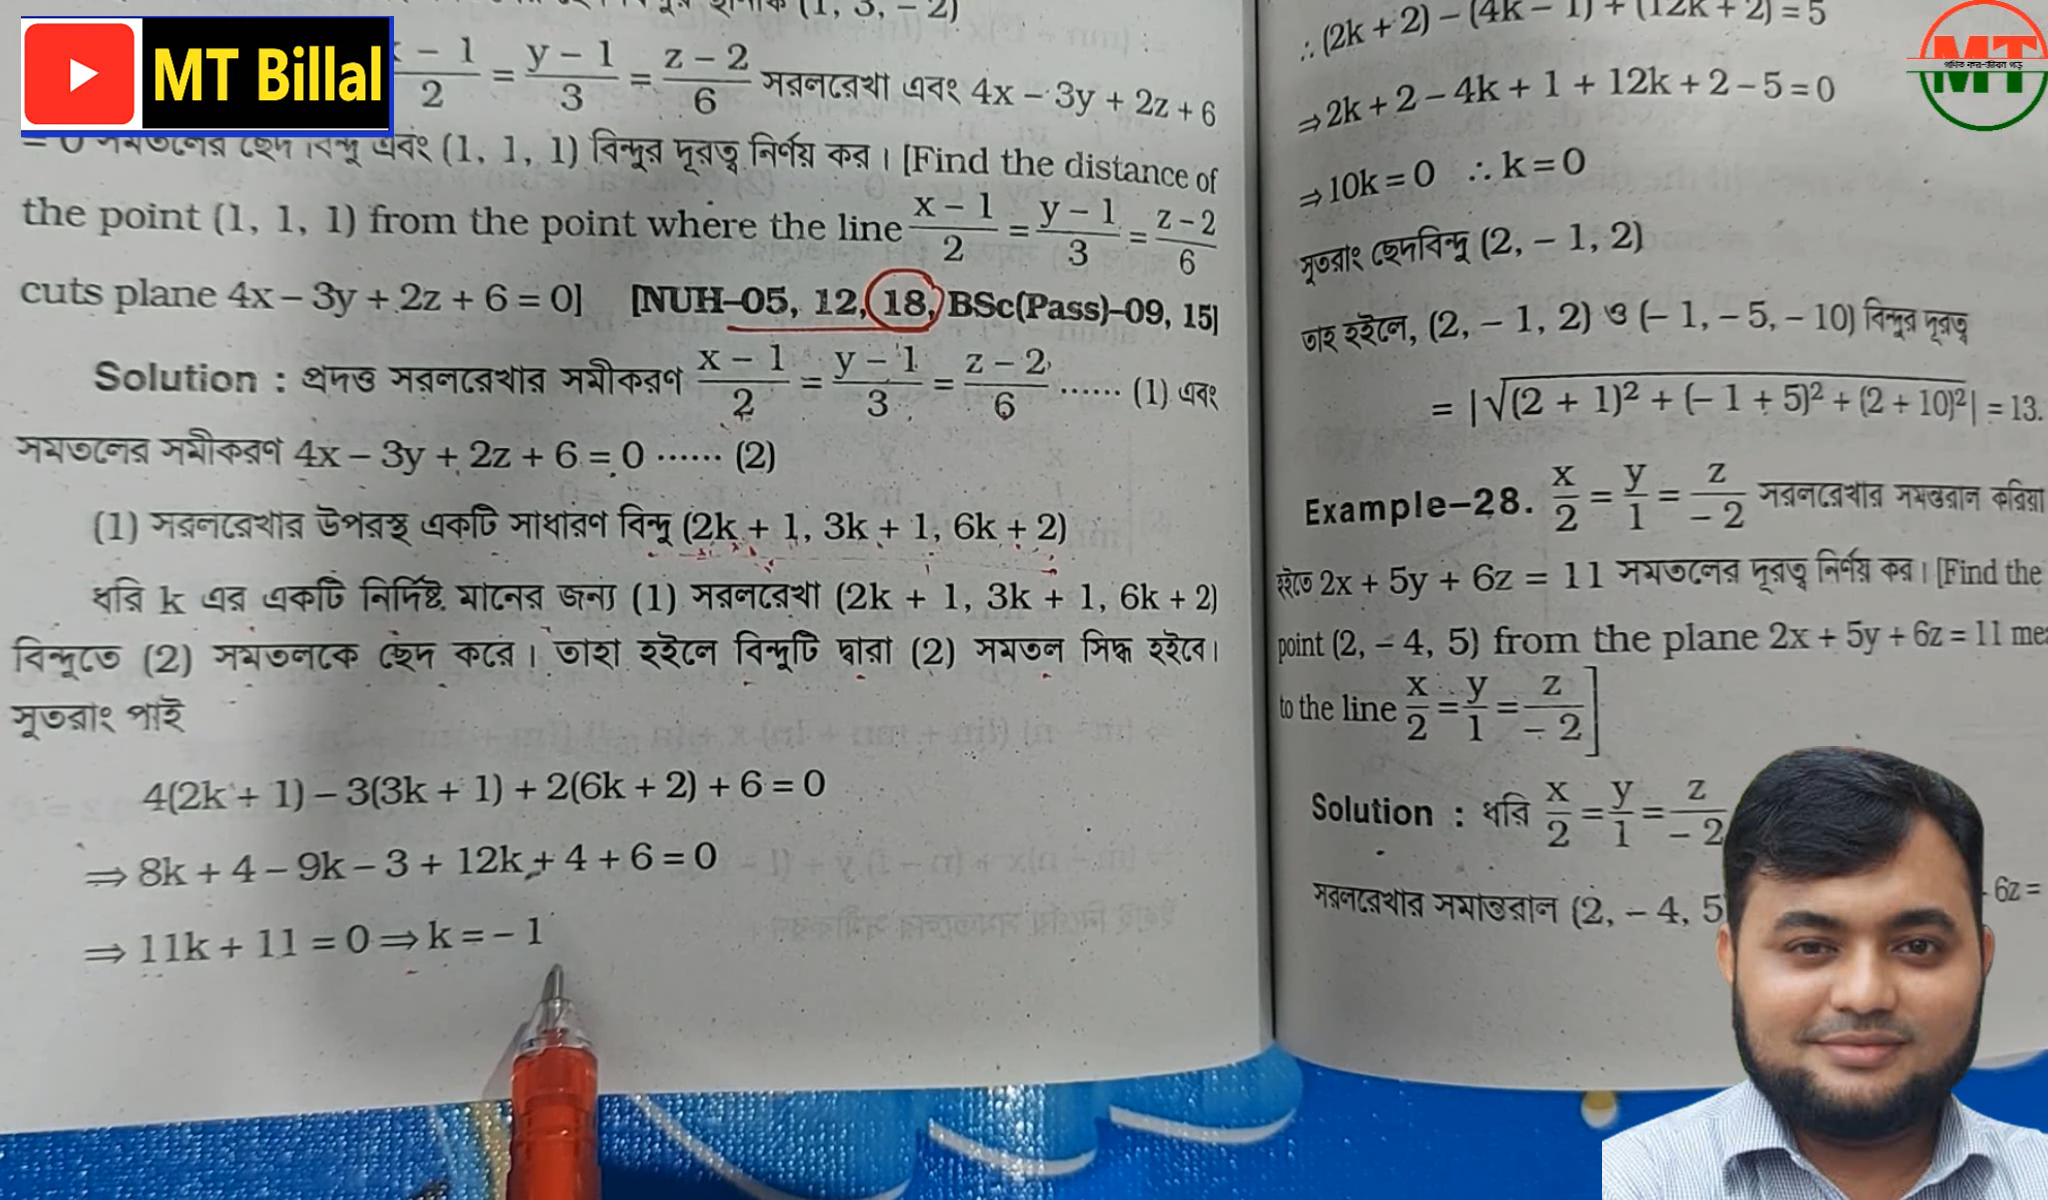 (1, 3, – 2)
MT Billal
x – 1/2 = y – 1/3 = z – 2/6 সরলরেখা এবং 4x – 3y + 2z + 6
= 0 সমতলের ছেদ বিন্দু এবং (1, 1, 1) বিন্দুর দূরত্ব নির্ণয় কর। [Find the distance of
the point (1, 1, 1) from the point where the line x – 1/2 = y – 1/3 = z – 2/6
cuts plane 4x – 3y + 2z + 6 = 0] [NUH–05, 12, 18, BSc(Pass)–09, 15]
Solution : প্রদত্ত সরলরেখার সমীকরণ x – 1/2 = y – 1/3 = z – 2/6 ...... (1) এবং
সমতলের সমীকরণ 4x – 3y + 2z + 6 = 0 ...... (2)
(1) সরলরেখার উপরস্থ একটি সাধারণ বিন্দু (2k + 1, 3k + 1, 6k + 2)
ধরি k এর একটি নির্দিষ্ট মানের জন্য (1) সরলরেখা (2k + 1, 3k + 1, 6k + 2)
বিন্দুতে (2) সমতলকে ছেদ করে। তাহা হইলে বিন্দুটি দ্বারা (2) সমতল সিদ্ধ হইবে।
সুতরাং পাই
4(2k + 1) – 3(3k + 1) + 2(6k + 2) + 6 = 0
⇒ 8k + 4 – 9k – 3 + 12k + 4 + 6 = 0
⇒ 11k + 11 = 0 ⇒ k = – 1
∴ (2k + 2) – (4k – 1) + (12k + 2) = 5
⇒ 2k + 2 – 4k + 1 + 12k + 2 – 5 = 0
⇒ 10k = 0 ∴ k = 0
সুতরাং ছেদবিন্দু (2, – 1, 2)
তাহ হইলে, (2, – 1, 2) ও (– 1, – 5, – 10) বিন্দুর দূরত্ব
= |√(2 + 1)² + (– 1 + 5)² + (2 + 10)²| = 13.
Example–28. x/2 = y/1 = z/– 2 সরলরেখার সমান্তরাল করিয়া
হইতে 2x + 5y + 6z = 11 সমতলের দূরত্ব নির্ণয় কর। [Find the
point (2, – 4, 5) from the plane 2x + 5y + 6z = 11
to the line x/2 = y/1 = z/– 2]
Solution : ধরি x/2 = y/1 = z/– 2
সরলরেখার সমান্তরাল (2, – 4, 5 6z =
MT